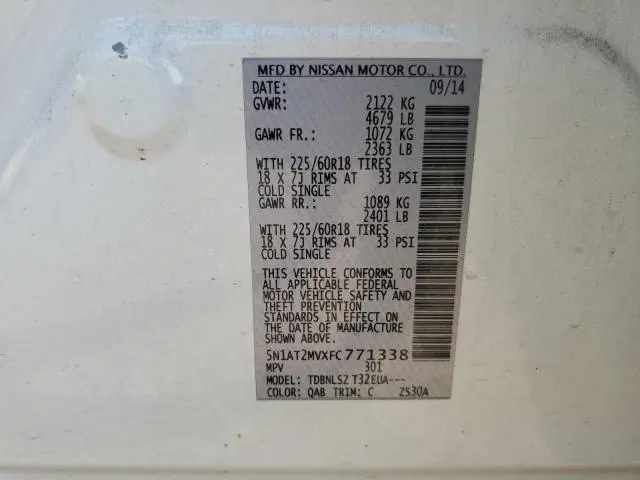 MFD BY NISSAN MOTOR CO., LTD.
DATE: 09/14
GVWR: 2122 KG
4679 LB
GAWR FR.: 1072 KG
2363 LB
WITH 225/60R18 TIRES
18 X 7J RIMS AT 33 PSI
COLD SINGLE
GAWR RR.: 1089 KG
2401 LB
WITH 225/60R18 TIRES
18 X 7J RIMS AT 33 PSI
COLD SINGLE
THIS VEHICLE CONFORMS TO
ALL APPLICABLE FEDERAL
MOTOR VEHICLE SAFETY AND
THEFT PREVENTION
STANDARDS IN EFFECT ON
THE DATE OF MANUFACTURE
SHOWN ABOVE.
5N1AT2MVXFC771338
MPV 301
MODEL: TDBNLSZ T32EUA---
COLOR: QAB TRIM: C ZS30A